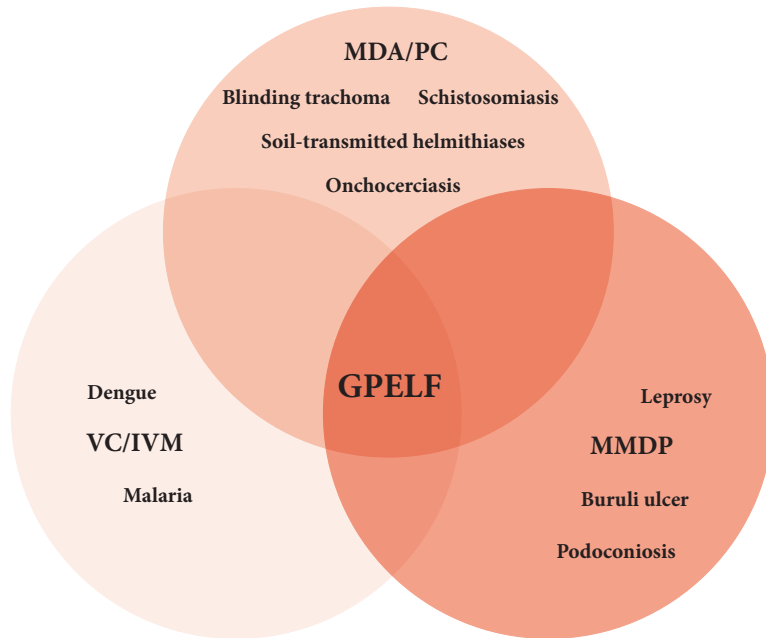 MDA/PC
Blinding trachoma Schistosomiasis
Soil-transmitted helmithiases
Onchocerciasis
GPELF
Dengue
VC/IVM
Malaria
Leprosy
MMDP
Buruli ulcer
Podoconiosis